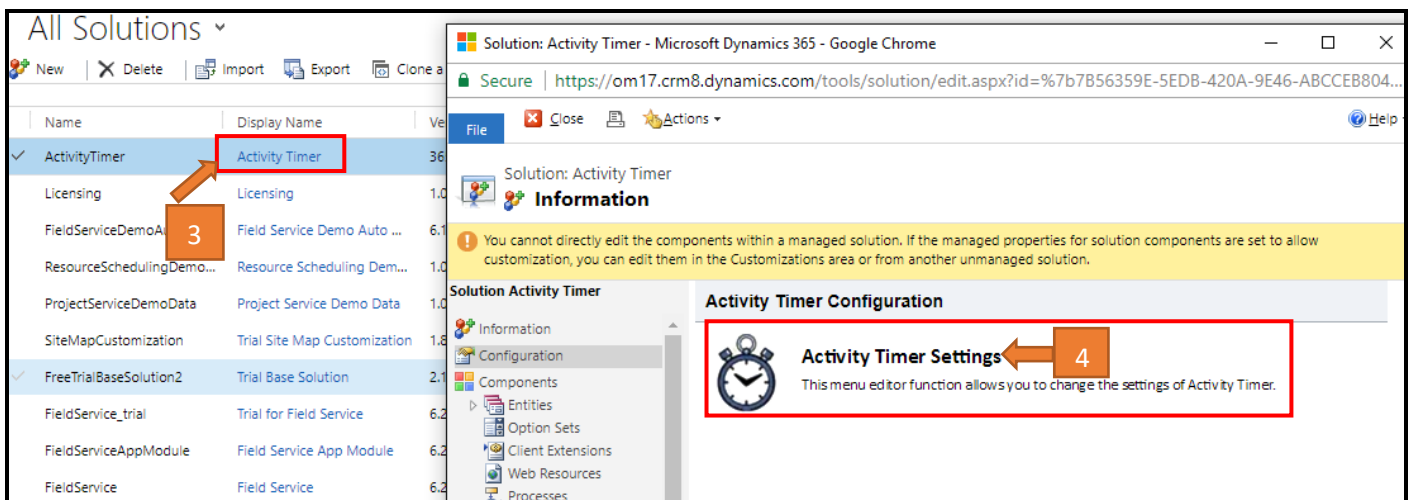 All Solutions
New Delete Import Export Clone a
Name Display Name Ve
ActivityTimer Activity Timer 36
Licensing Licensing 1.0
FieldServiceDemoAu Field Service Demo Auto ... 6.1
3
ResourceSchedulingDemo... Resource Scheduling Dem... 1.0
ProjectServiceDemoData Project Service Demo Data 1.0
SiteMapCustomization Trial Site Map Customization 1.8
FreeTrialBaseSolution2 Trial Base Solution 2.1
FieldService_trial Trial for Field Service 6.2
FieldServiceAppModule Field Service App Module 6.2
FieldService Field Service 6.2
Solution: Activity Timer - Microsoft Dynamics 365 - Google Chrome
Secure | https://om17.crm8.dynamics.com/tools/solution/edit.aspx?id=%7b7B56359E-5EDB-420A-9E46-ABCCEB804...
File Close Actions Help
Solution: Activity Timer
Information
You cannot directly edit the components within a managed solution. If the managed properties for solution components are set to allow
customization, you can edit them in the Customizations area or from another unmanaged solution.
Solution Activity Timer
Information
Configuration
Components
Entities
Option Sets
Client Extensions
Web Resources
Processes
Activity Timer Configuration
Activity Timer Settings
4
This menu editor function allows you to change the settings of Activity Timer.